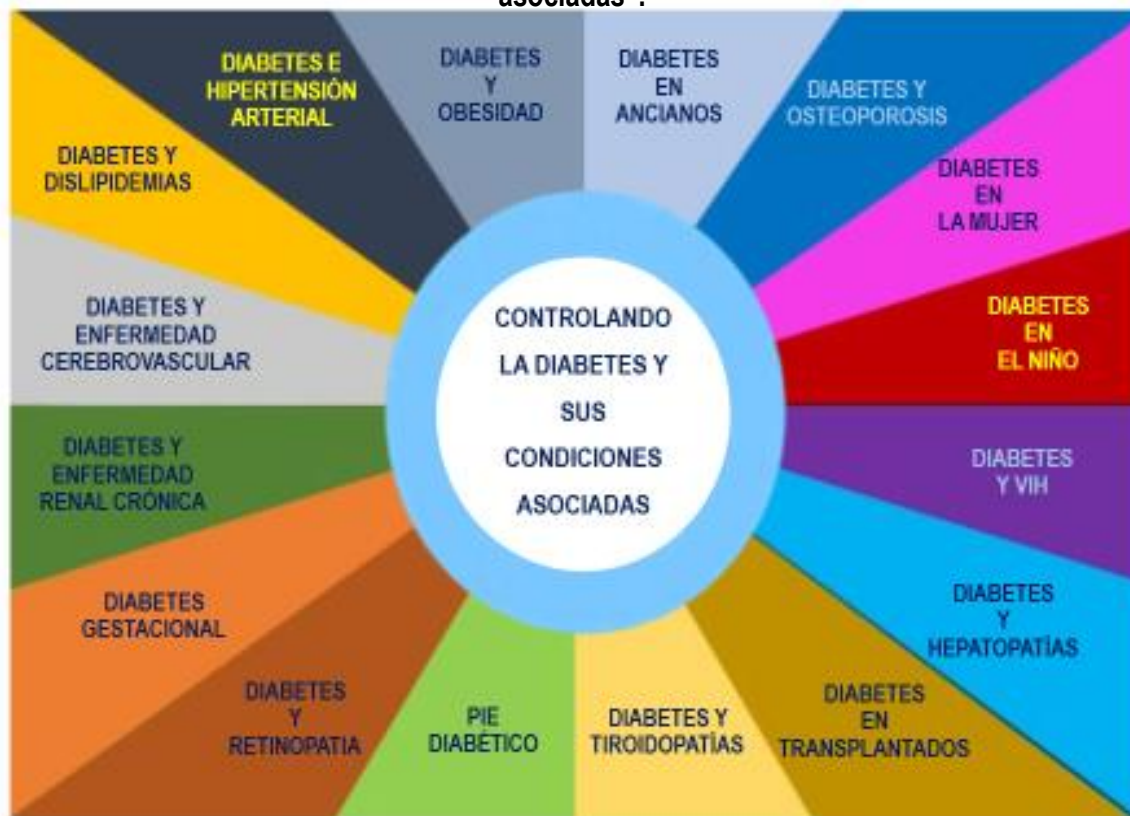 asociadas".
DIABETES E
HIPERTENSIÓN
ARTERIAL
DIABETES
Y
OBESIDAD
DIABETES
EN
ANCIANOS
DIABETES Y
OSTEOPOROSIS
DIABETES Y
DISLIPIDEMIAS
DIABETES
EN
LA MUJER
DIABETES Y
ENFERMEDAD
CEREBROVASCULAR
CONTROLANDO
LA DIABETES Y
SUS
CONDICIONES
ASOCIADAS
DIABETES
EN
EL NIÑO
DIABETES Y
ENFERMEDAD
RENAL CRÓNICA
DIABETES
Y VIH
DIABETES
GESTACIONAL
DIABETES
Y
HEPATOPATÍAS
DIABETES
Y
RETINOPATIA
PIE
DIABÉTICO
DIABETES Y
TIROIDOPATÍAS
DIABETES
EN
TRANSPLANTADOS